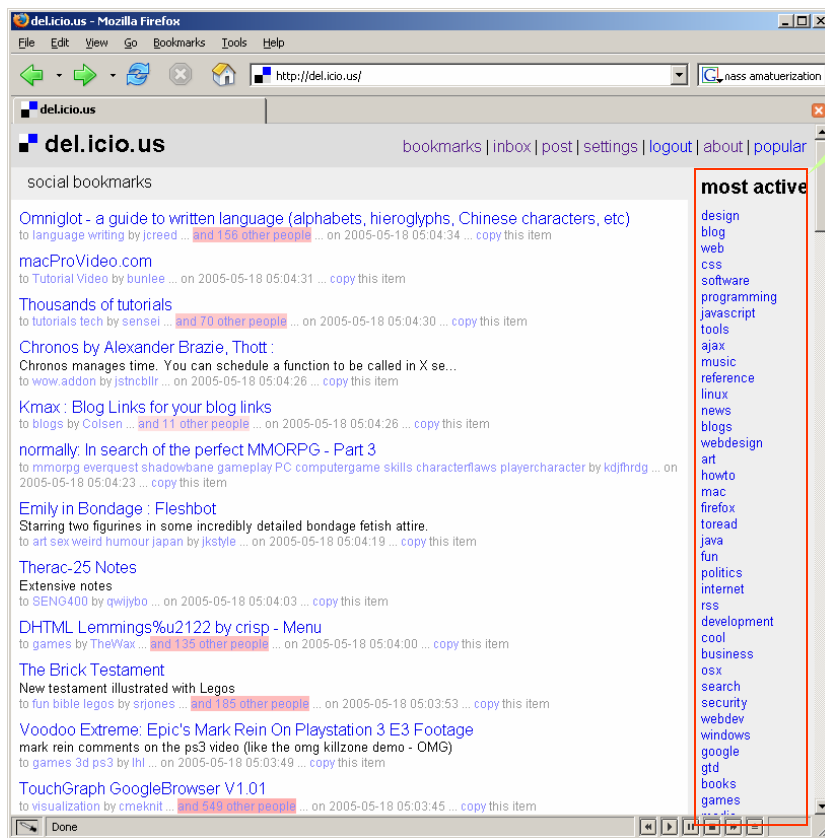 del.icio.us - Mozilla Firefox
File Edit View Go Bookmarks Tools Help
http://del.icio.us/
G nass amatuerization
del.icio.us
del.icio.us
bookmarks | inbox | post | settings | logout | about | popular
social bookmarks
Omniglot - a guide to written language (alphabets, hieroglyphs, Chinese characters, etc)
to language writing by jcreed ... and 156 other people ... on 2005-05-18 05:04:34 ... copy this item
macProVideo.com
to Tutorial Video by bunlee ... on 2005-05-18 05:04:31 ... copy this item
Thousands of tutorials
to tutorials tech by sensei ... and 70 other people ... on 2005-05-18 05:04:30 ... copy this item
Chronos by Alexander Brazie, Thott :
Chronos manages time. You can schedule a function to be called in X se...
to wow.addon by jstncbllr ... on 2005-05-18 05:04:26 ... copy this item
Kmax : Blog Links for your blog links
to blogs by Colsen ... and 11 other people ... on 2005-05-18 05:04:26 ... copy this item
normally: In search of the perfect MMORPG - Part 3
to mmorpg everquest shadowbane gameplay PC computergame skills characterflaws playercharacter by kdjfhrdg ... on
2005-05-18 05:04:23 ... copy this item
Emily in Bondage : Fleshbot
Starring two figurines in some incredibly detailed bondage fetish attire.
to art sex weird humour japan by jkstyle ... on 2005-05-18 05:04:19 ... copy this item
Therac-25 Notes
Extensive notes
to SENG400 by qwijybo ... on 2005-05-18 05:04:03 ... copy this item
DHTML Lemmings%u2122 by crisp - Menu
to games by TheWax ... and 135 other people ... on 2005-05-18 05:04:00 ... copy this item
The Brick Testament
New testament illustrated with Legos
to fun bible legos by srjones ... and 185 other people ... on 2005-05-18 05:03:53 ... copy this item
Voodoo Extreme: Epic's Mark Rein On Playstation 3 E3 Footage
mark rein comments on the ps3 video (like the omg killzone demo - OMG)
to games 3d ps3 by lhl ... on 2005-05-18 05:03:49 ... copy this item
TouchGraph GoogleBrowser V1.01
to visualization by cmeknit ... and 549 other people ... on 2005-05-18 05:03:45 ... copy this item
most active
design
blog
web
css
software
programming
javascript
tools
ajax
music
reference
linux
news
blogs
webdesign
art
howto
mac
firefox
toread
java
fun
politics
internet
rss
development
cool
business
osx
search
security
webdev
windows
google
gtd
books
games
Done